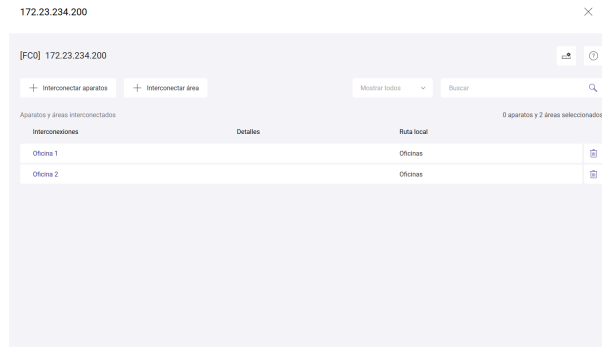 172.23.234.200
[FC0] 172.23.234.200
Interconectar aparatos
Interconectar área
Mostrar todos
Buscar
Aparatos y áreas interconectados
0 aparatos y 2 áreas seleccionados
Interconexiones Detalles Ruta local
Oficina 1 Oficinas
Oficina 2 Oficinas